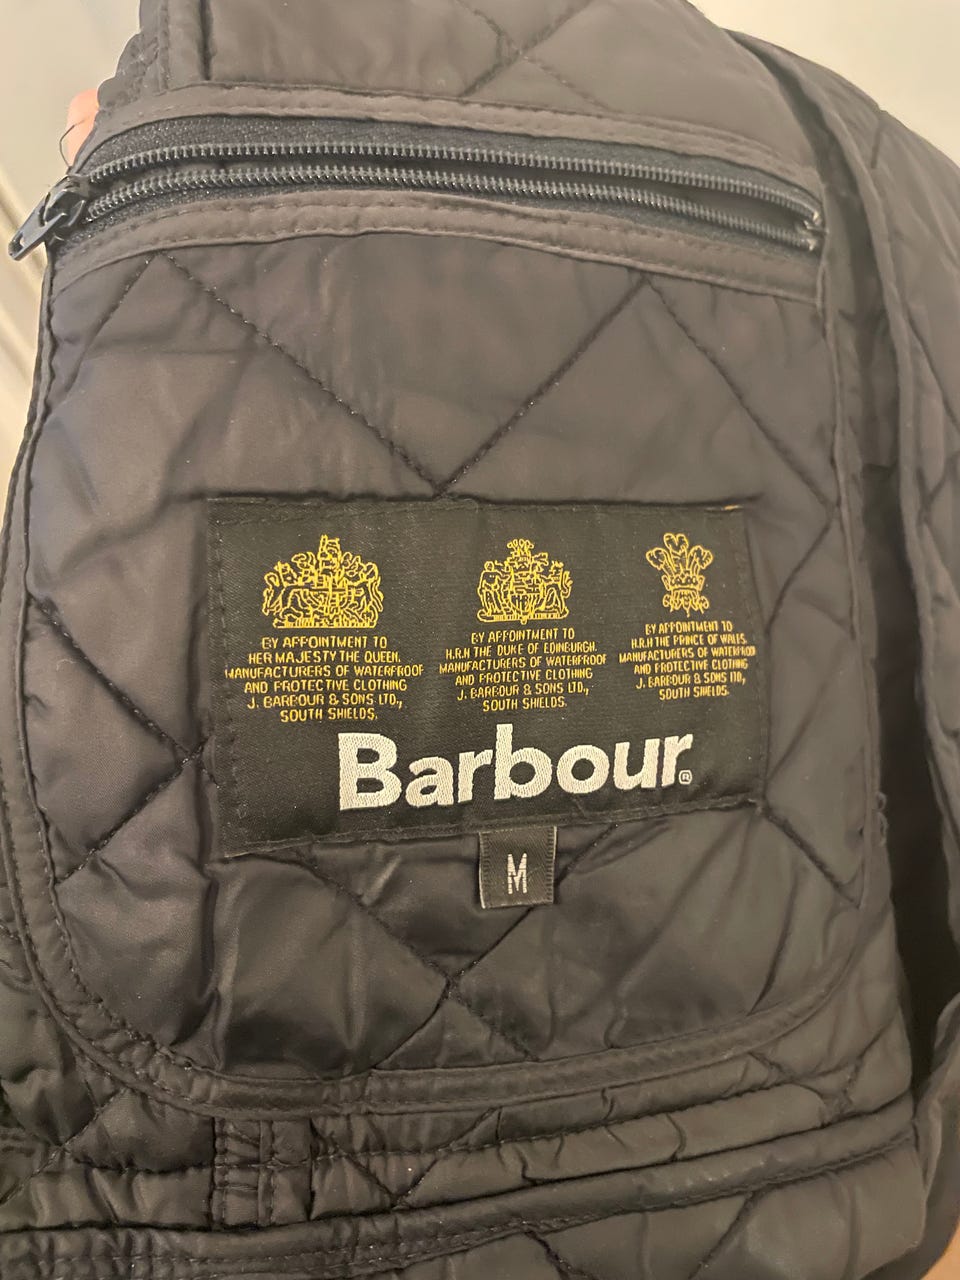 BY APPOINTMENT TO
HER MAJESTY THE QUEEN.
MANUFACTURERS OF WATERPROOF
AND PROTECTIVE CLOTHING
J. BARBOUR & SONS LTD.,
SOUTH SHIELDS.
BY APPOINTMENT TO
H.R.H THE DUKE OF EDINBURGH.
MANUFACTURERS OF WATERPROOF
AND PROTECTIVE CLOTHING
J. BARBOUR & SONS LTD.,
SOUTH SHIELDS.
BY APPOINTMENT TO
H.R.H THE PRINCE OF WALES.
MANUFACTURERS OF WATERPROOF
AND PROTECTIVE CLOTHING
J. BARBOUR & SONS LTD,
SOUTH SHIELDS.
Barbour®
M